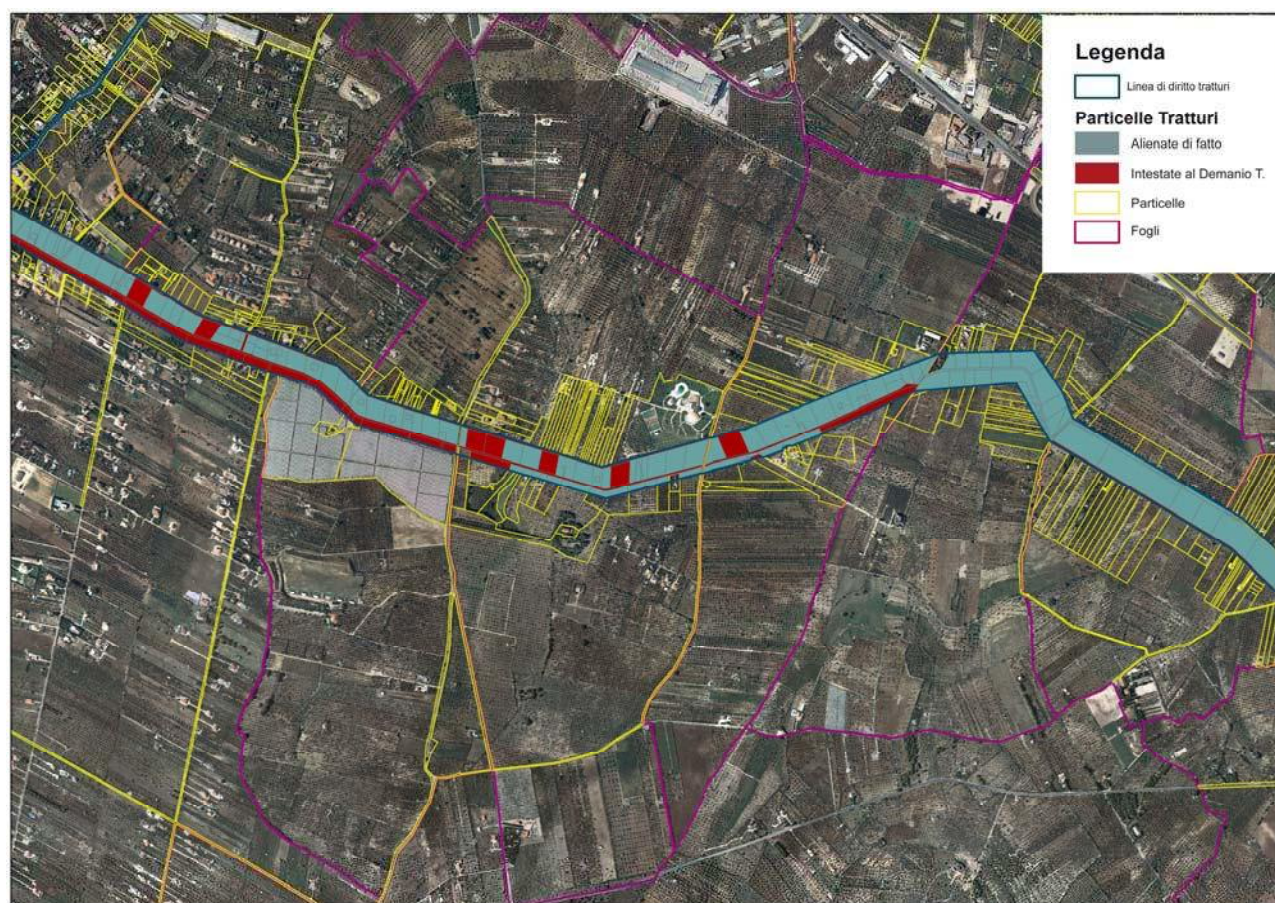 Legenda
Linea di diritto tratturi
Particelle Tratturi
Alienate di fatto
Intestate al Demanio T.
Particelle
Fogli